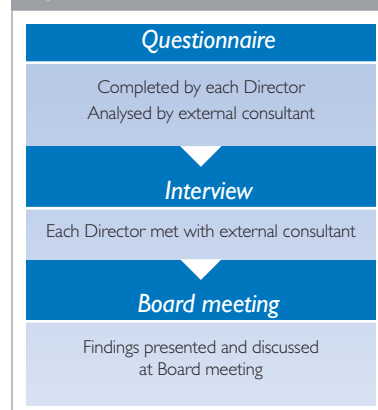 Questionnaire
Completed by each Director
Analysed by external consultant
Interview
Each Director met with external consultant
Board meeting
Findings presented and discussed
at Board meeting